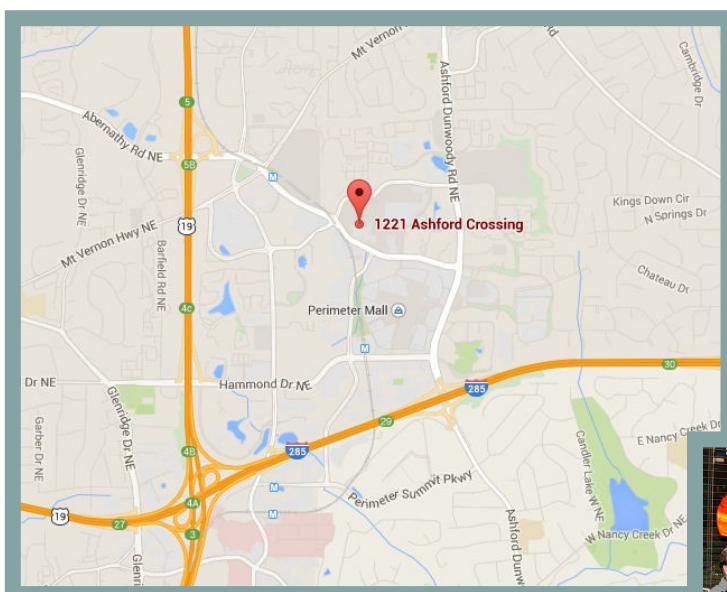 Mt Vernon
Rd
Cambridge Dr
5
Abernathy Rd NE
Ashford Dunwoody Rd NE
Glenridge Dr NE
5B
M
Kings Down Cir
N Springs Dr
19
1221 Ashford Crossing
Mt Vernon Hwy NE
Barfield Rd NE
Chateau Dr
4C
Perimeter Mall
M
30
Dr NE
Hammond Dr NE
285
Glenridge Dr NE
Garber Dr NE
29
E Nancy Creek Dr
4B
285
Candler Lake W NE
M
Perimeter Summit Pkwy
4A
19
27
3
M
W Nancy Creek Dr NE
Ashford Dunw
Glenri